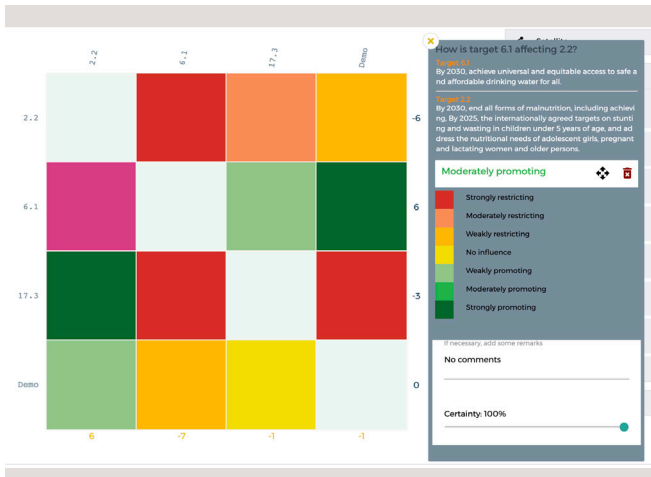 2.2
6.1
17.3
Demo
2.2
-6
6.1
6
17.3
-3
Demo
0
6
-7
-1
-1
How is target 6.1 affecting 2.2?
Target 6.1
By 2030, achieve universal and equitable access to safe a
nd affordable drinking water for all.
Target 2.2
By 2030, end all forms of malnutrition, including achievi
ng, By 2025, the internationally agreed targets on stunti
ng and wasting in children under 5 years of age, and ad
dress the nutritional needs of adolescent girls, pregnant
and lactating women and older persons.
Moderately promoting
Strongly restricting
Moderately restricting
Weakly restricting
No influence
Weakly promoting
Moderately promoting
Strongly promoting
If necessary, add some remarks
No comments
Certainty: 100%